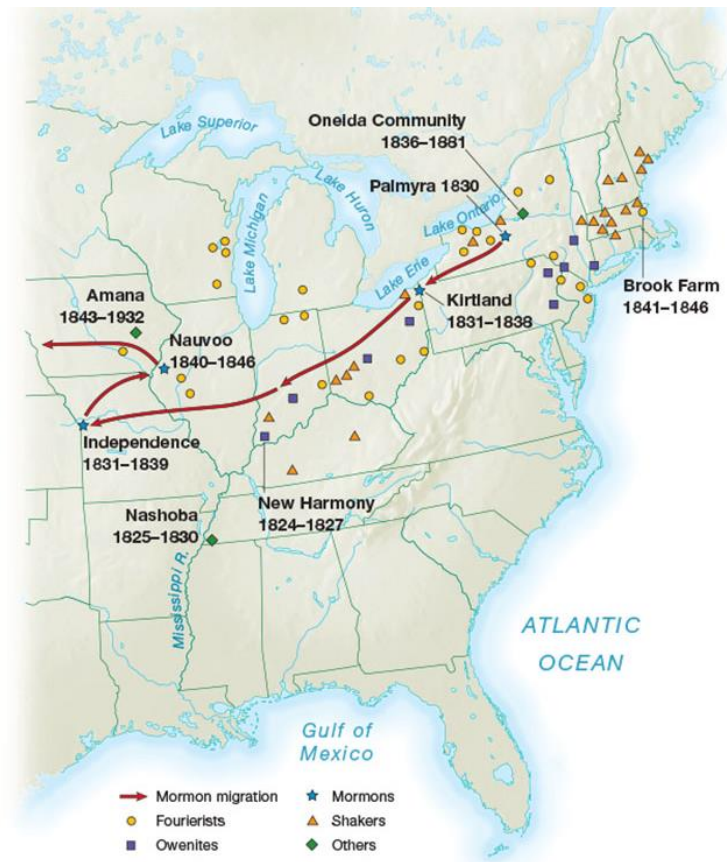 Lake Superior
Oneida Community
1836–1881
Lake Huron
Palmyra 1830
Lake Michigan
Lake Ontario
Lake Erie
Brook Farm
1841–1846
Kirtland
1831–1838
Amana
1843–1932
Nauvoo
1840–1846
Independence
1831–1839
New Harmony
1824–1827
Nashoba
1825–1830
Mississippi R.
ATLANTIC
OCEAN
Gulf of
Mexico
Mormon migration
Mormons
Fourierists
Shakers
Owenites
Others